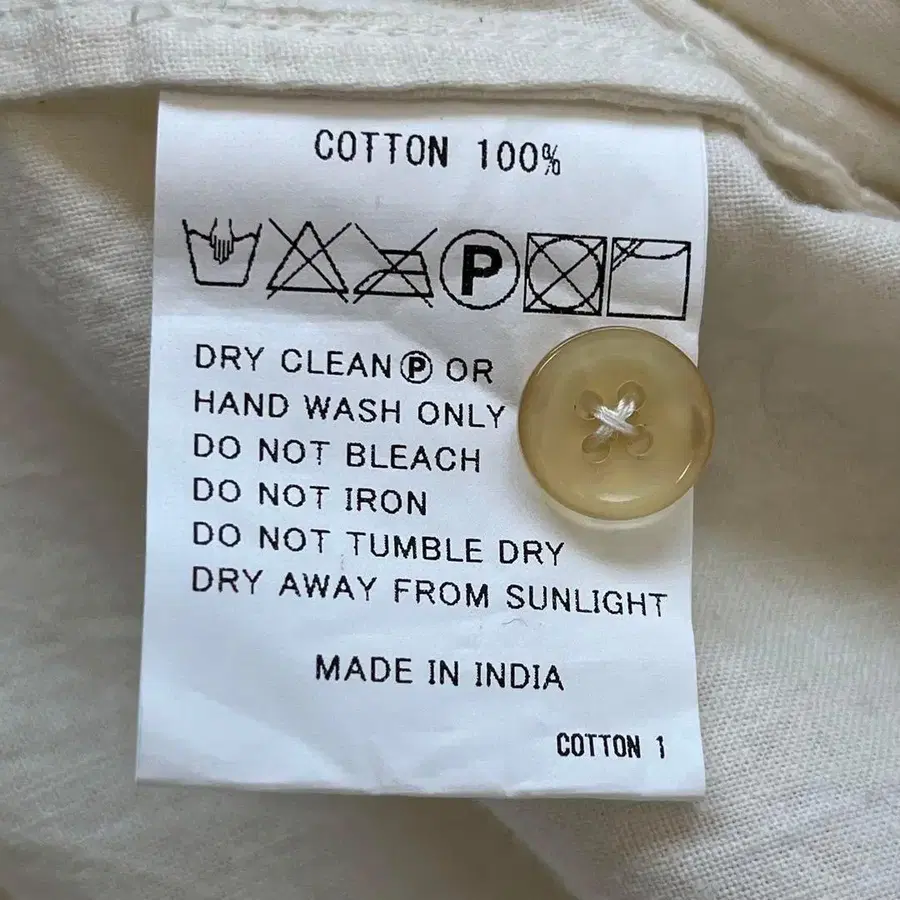 COTTON 100%
P
DRY CLEAN Ⓟ OR
HAND WASH ONLY
DO NOT BLEACH
DO NOT IRON
DO NOT TUMBLE DRY
DRY AWAY FROM SUNLIGHT
MADE IN INDIA
COTTON 1